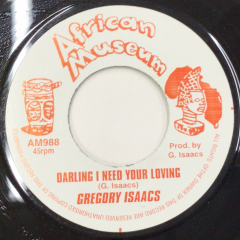 African
Museum
AM988
45rpm
Prod. by
G. Isaacs
DARLING I NEED YOUR LOVING
(G. Isaacs)
GREGORY ISAACS